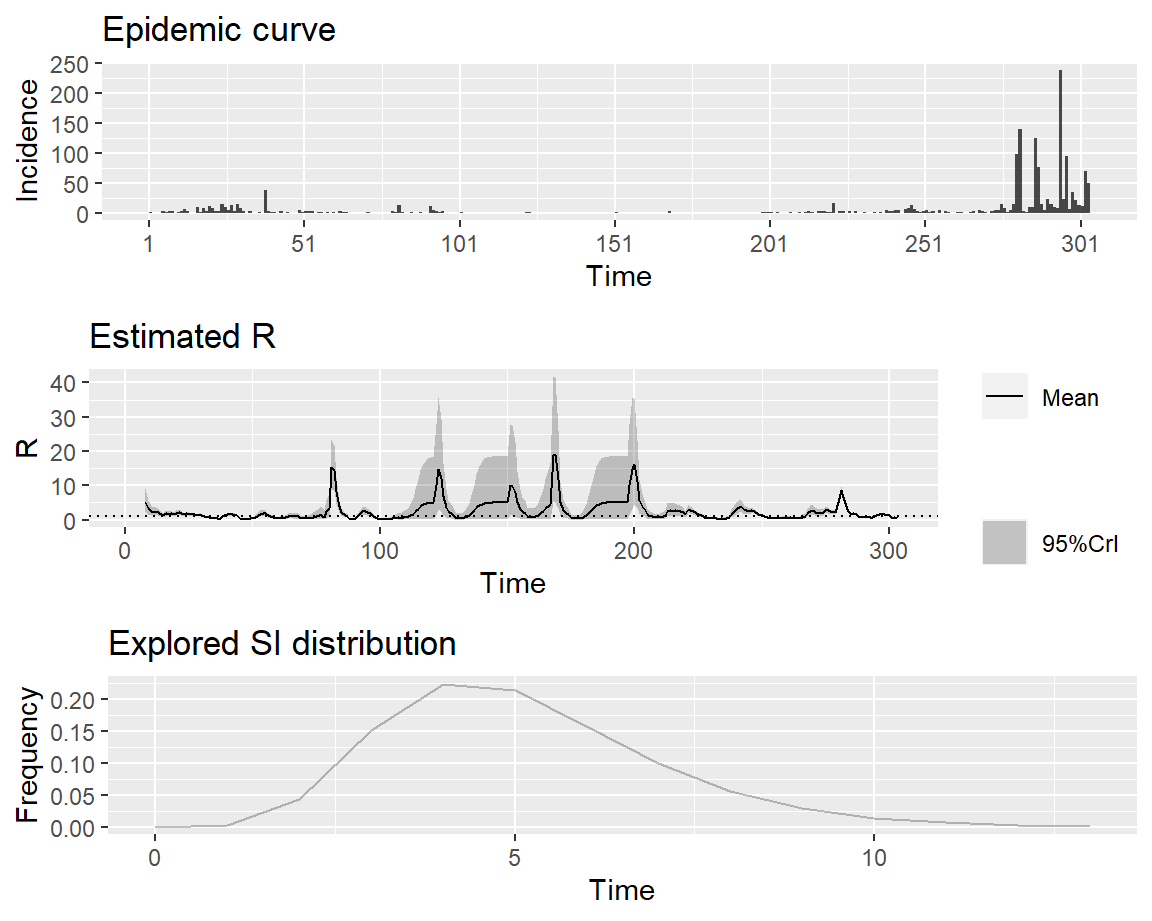 Epidemic curve
250
200
150
100
50
0
Incidence
1 51 101 151 201 251 301
Time
Estimated R
40
30
20
10
0
R
0 100 200 300
Time
Mean
95%CrI
Explored SI distribution
0.20
0.15
0.10
0.05
0.00
Frequency
0 5 10
Time